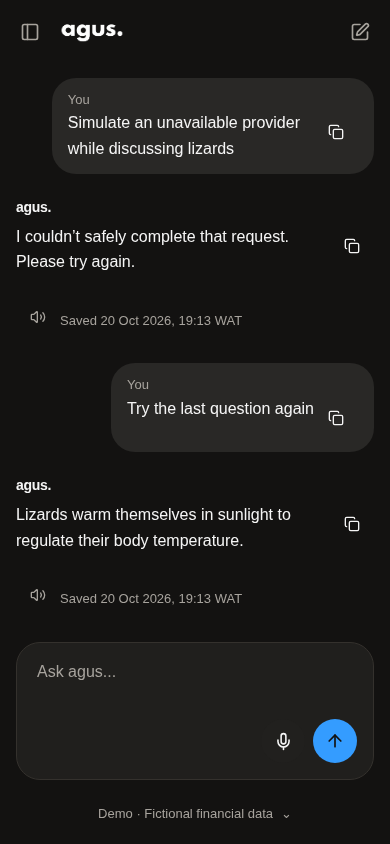 agus.
You
Simulate an unavailable provider
while discussing lizards
agus.
I couldn’t safely complete that request.
Please try again.
Saved 20 Oct 2026, 19:13 WAT
You
Try the last question again
agus.
Lizards warm themselves in sunlight to
regulate their body temperature.
Saved 20 Oct 2026, 19:13 WAT
Ask agus...
Demo · Fictional financial data